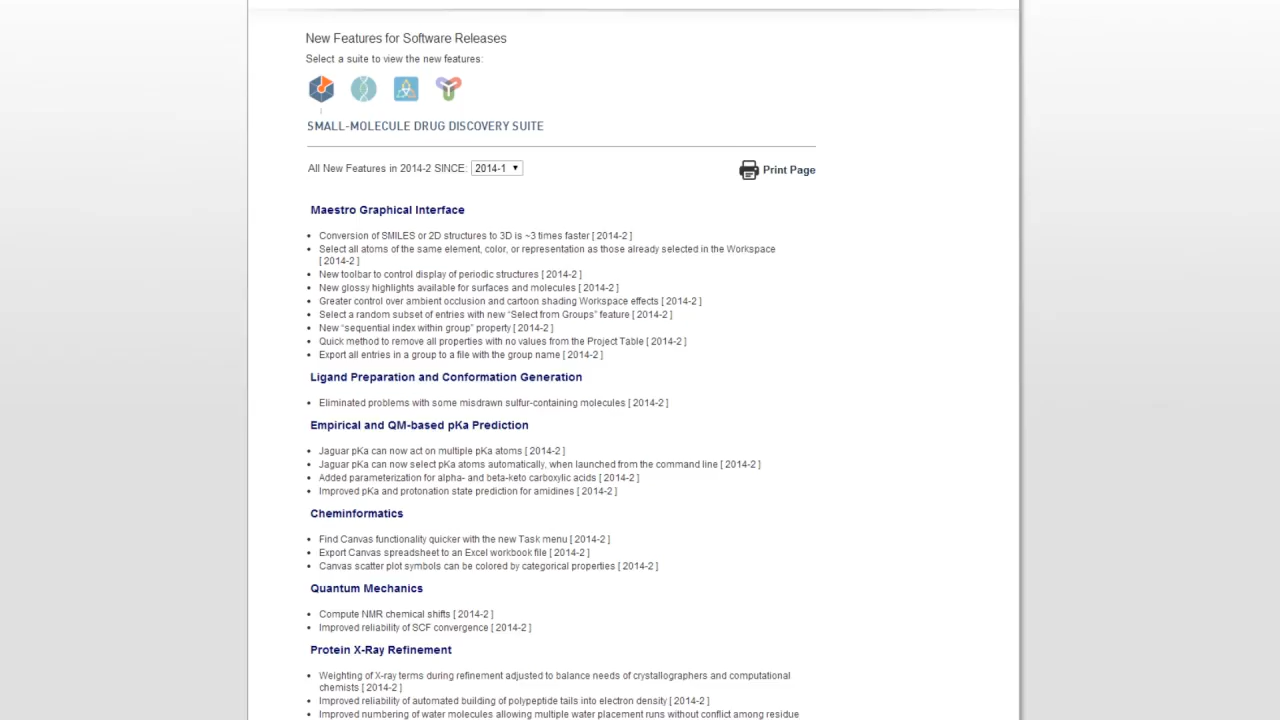 New Features for Software Releases
Select a suite to view the new features:
SMALL-MOLECULE DRUG DISCOVERY SUITE
All New Features in 2014-2 SINCE: 2014-1
Print Page
Maestro Graphical Interface
Conversion of SMILES or 2D structures to 3D is ~3 times faster [ 2014-2 ]
Select all atoms of the same element, color, or representation as those already selected in the Workspace
[ 2014-2 ]
New toolbar to control display of periodic structures [ 2014-2 ]
New glossy highlights available for surfaces and molecules [ 2014-2 ]
Greater control over ambient occlusion and cartoon shading Workspace effects [ 2014-2 ]
Select a random subset of entries with new “Select from Groups” feature [ 2014-2 ]
New “sequential index within group” property [ 2014-2 ]
Quick method to remove all properties with no values from the Project Table [ 2014-2 ]
Export all entries in a group to a file with the group name [ 2014-2 ]
Ligand Preparation and Conformation Generation
Eliminated problems with some misdrawn sulfur-containing molecules [ 2014-2 ]
Empirical and QM-based pKa Prediction
Jaguar pKa can now act on multiple pKa atoms [ 2014-2 ]
Jaguar pKa can now select pKa atoms automatically, when launched from the command line [ 2014-2 ]
Added parameterization for alpha- and beta-keto carboxylic acids [ 2014-2 ]
Improved pKa and protonation state prediction for amidines [ 2014-2 ]
Cheminformatics
Find Canvas functionality quicker with the new Task menu [ 2014-2 ]
Export Canvas spreadsheet to an Excel workbook file [ 2014-2 ]
Canvas scatter plot symbols can be colored by categorical properties [ 2014-2 ]
Quantum Mechanics
Compute NMR chemical shifts [ 2014-2 ]
Improved reliability of SCF convergence [ 2014-2 ]
Protein X-Ray Refinement
Weighting of X-ray terms during refinement adjusted to balance needs of crystallographers and computational
chemists [ 2014-2 ]
Improved reliability of automated building of polypeptide tails into electron density [ 2014-2 ]
Improved numbering of water molecules allowing multiple water placement runs without conflict among residue